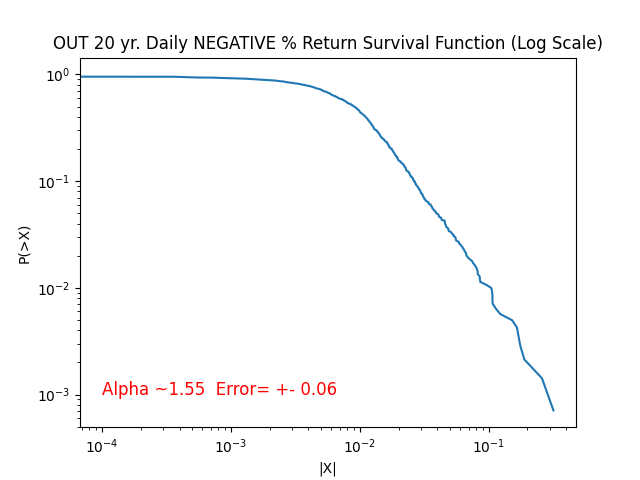 OUT 20 yr. Daily NEGATIVE % Return Survival Function (Log Scale)
10⁰
10⁻¹
10⁻²
10⁻³
P(>X)
Alpha ~1.55  Error= +- 0.06
10⁻⁴ 10⁻³ 10⁻² 10⁻¹
|X|